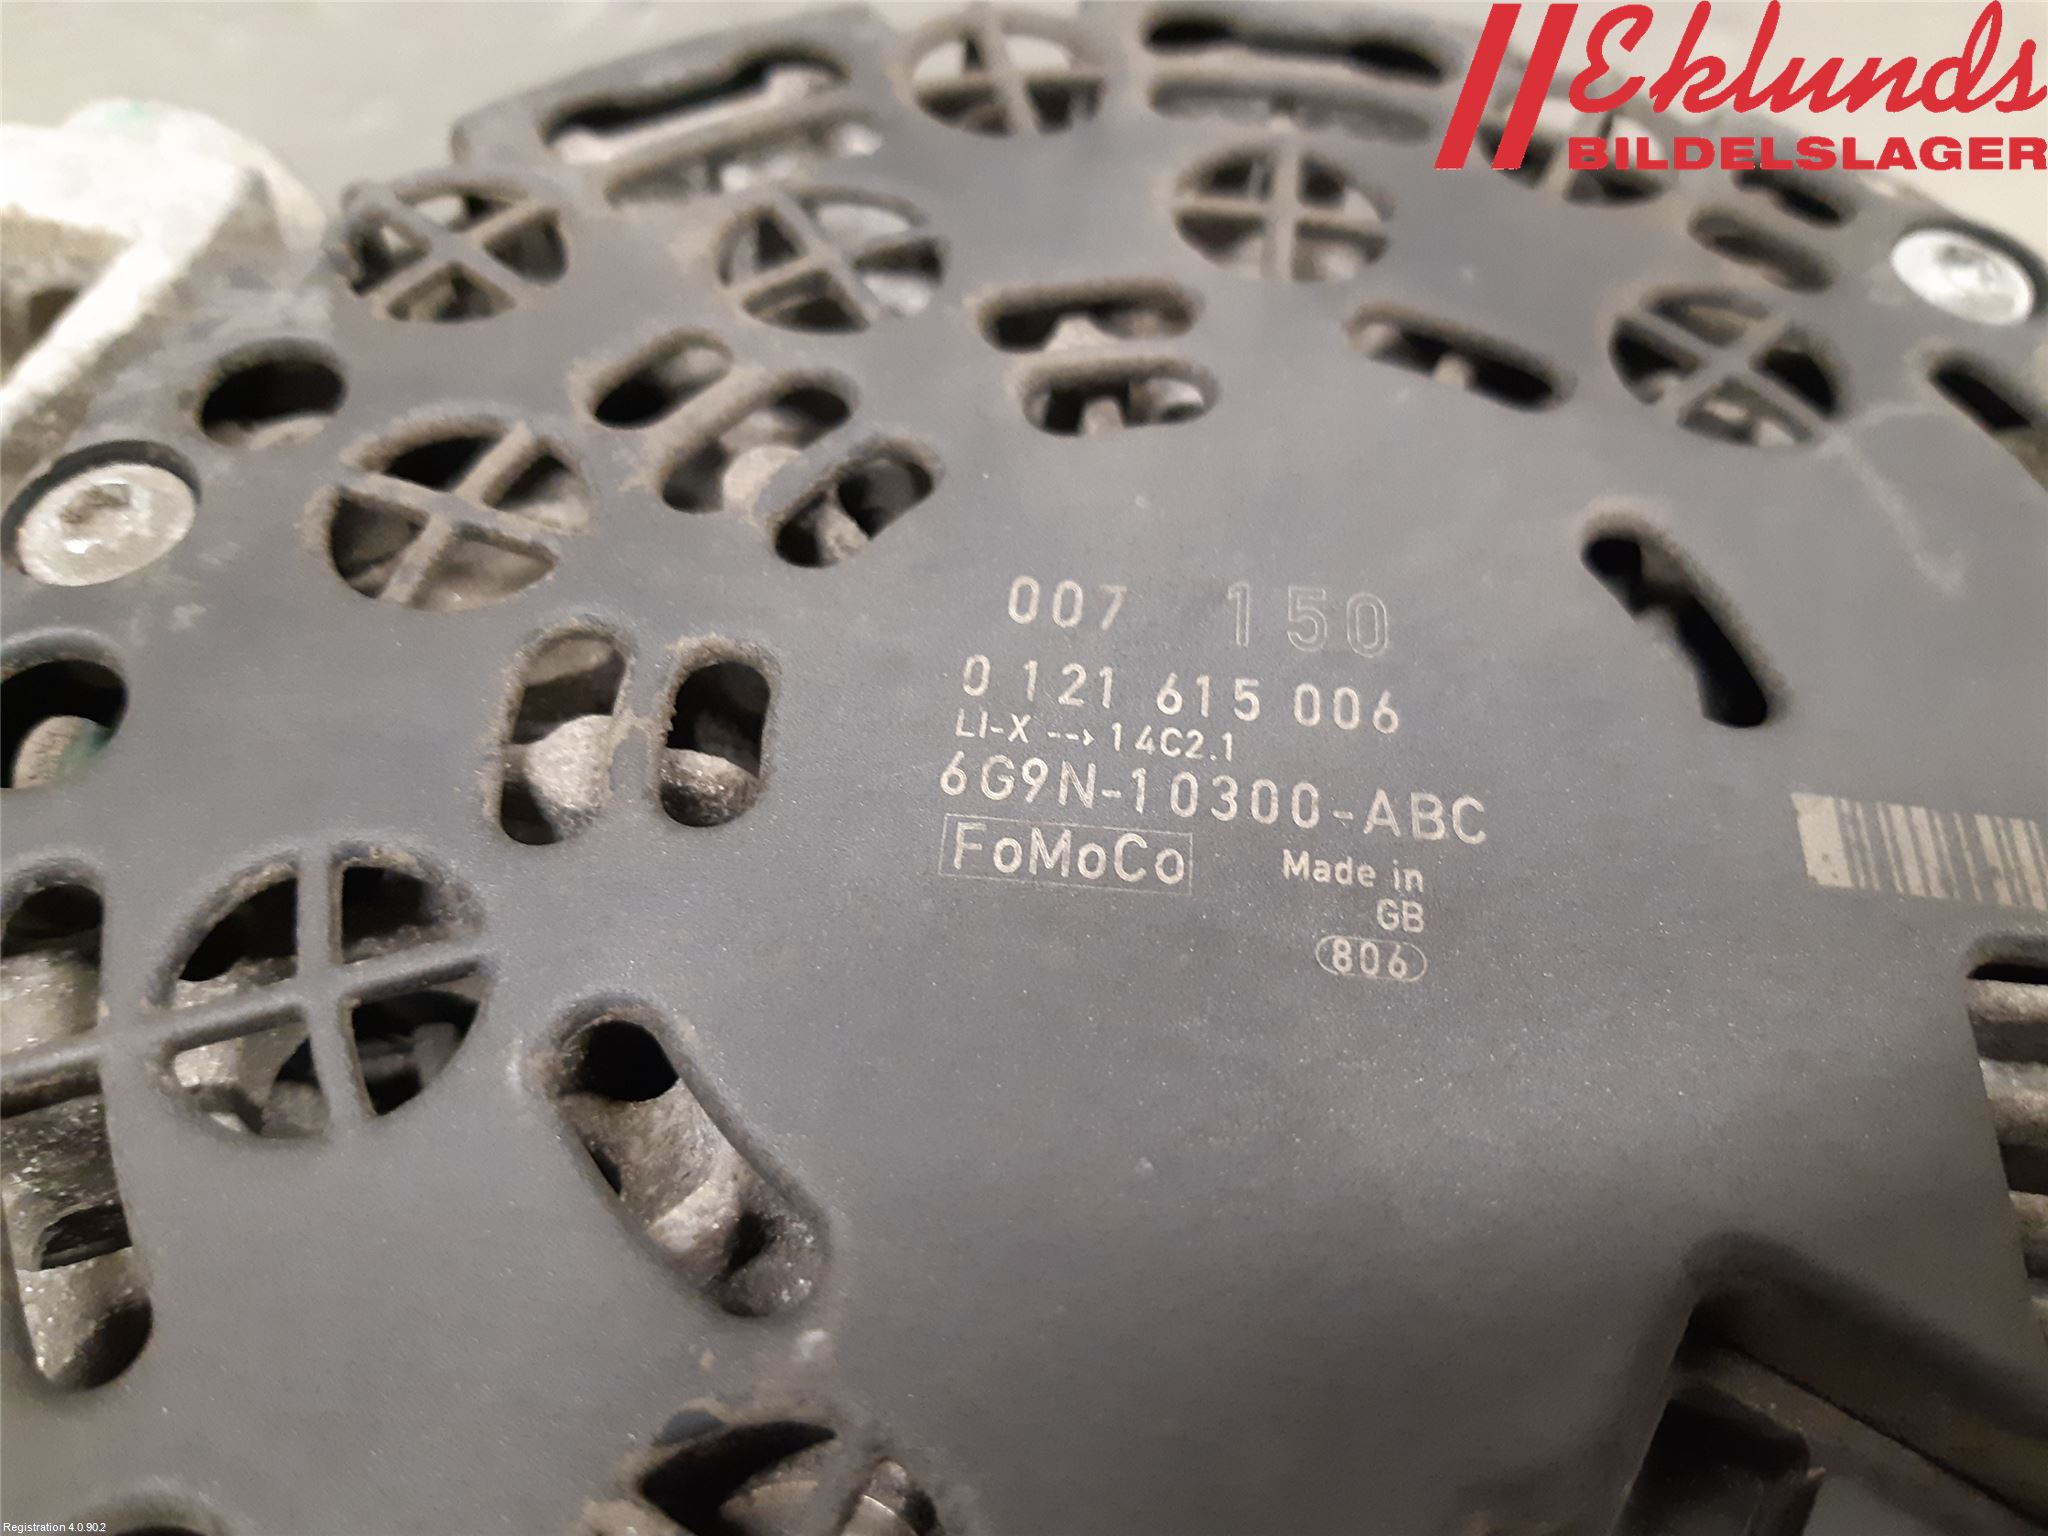 Eklunds
BILDELSLAGER
007 150
0 121 615 006
LI-X --→ 14C2.1
6G9N-10300-ABC
FoMoCo
Made in
GB
806
Registration 4.0.90.2